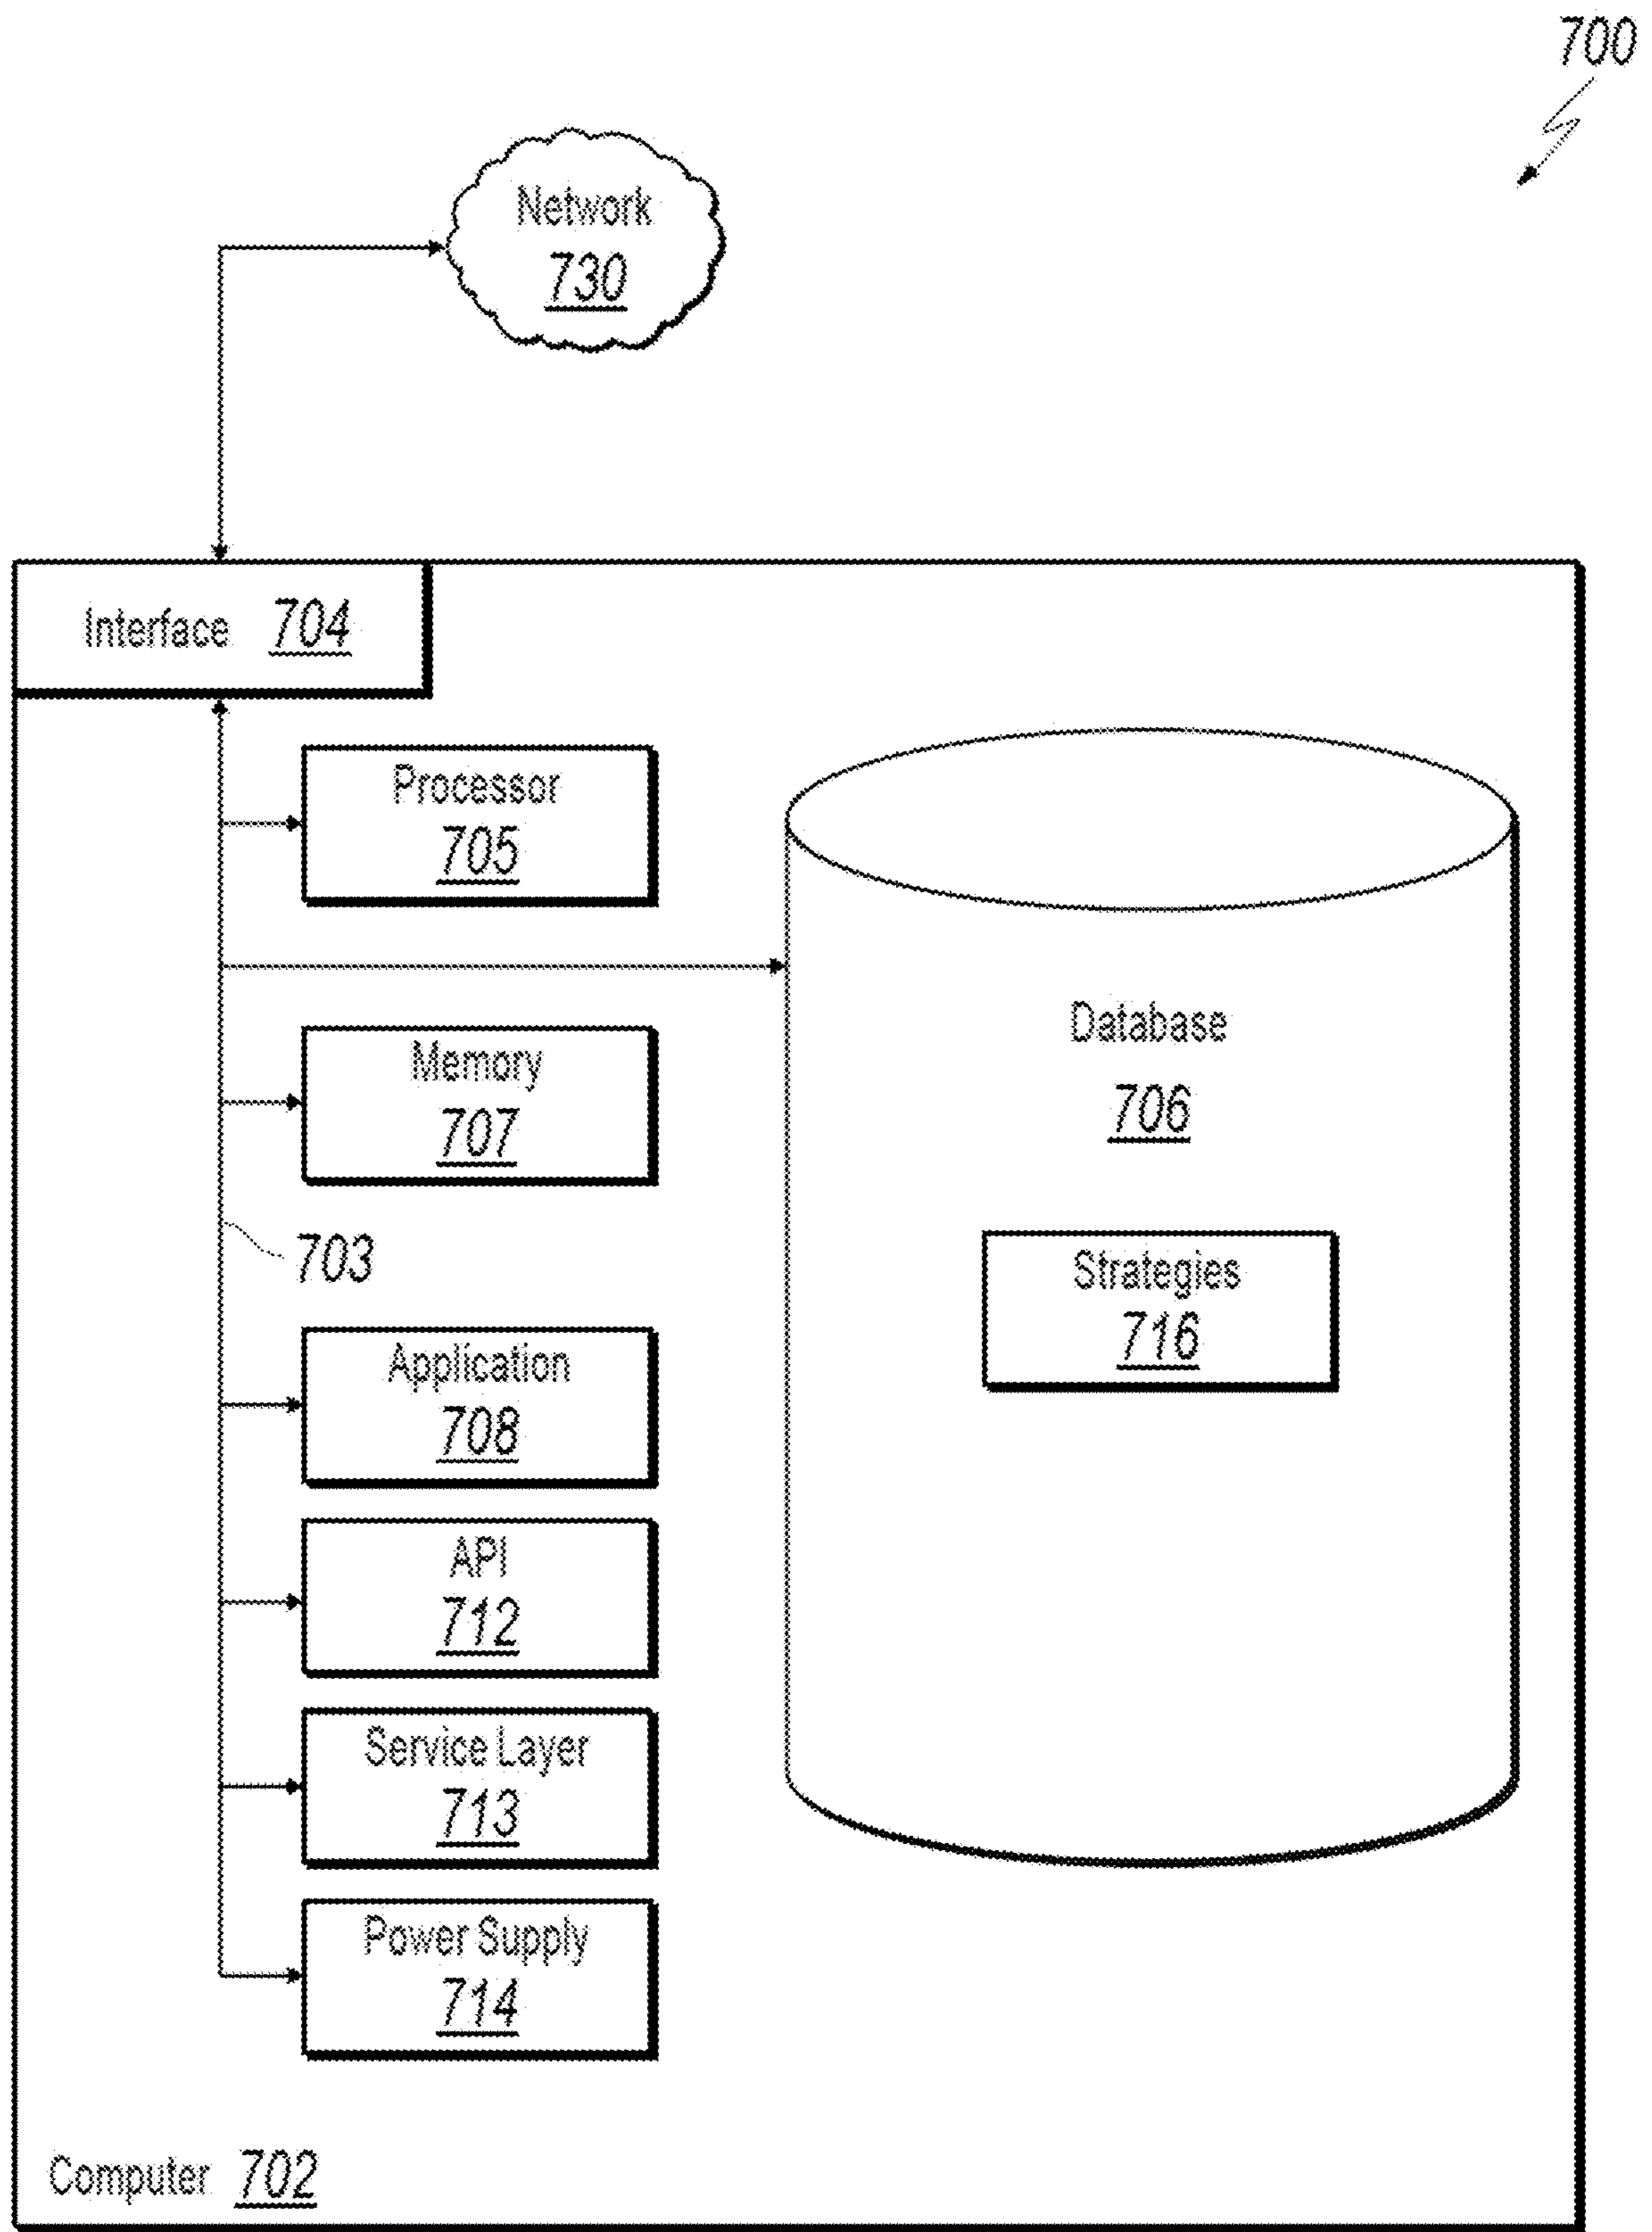 700
Network
730
Interface 704
Processor
705
Database
706
Memory
707
703
Strategies
716
Application
708
API
712
Service Layer
713
Power Supply
714
Computer 702